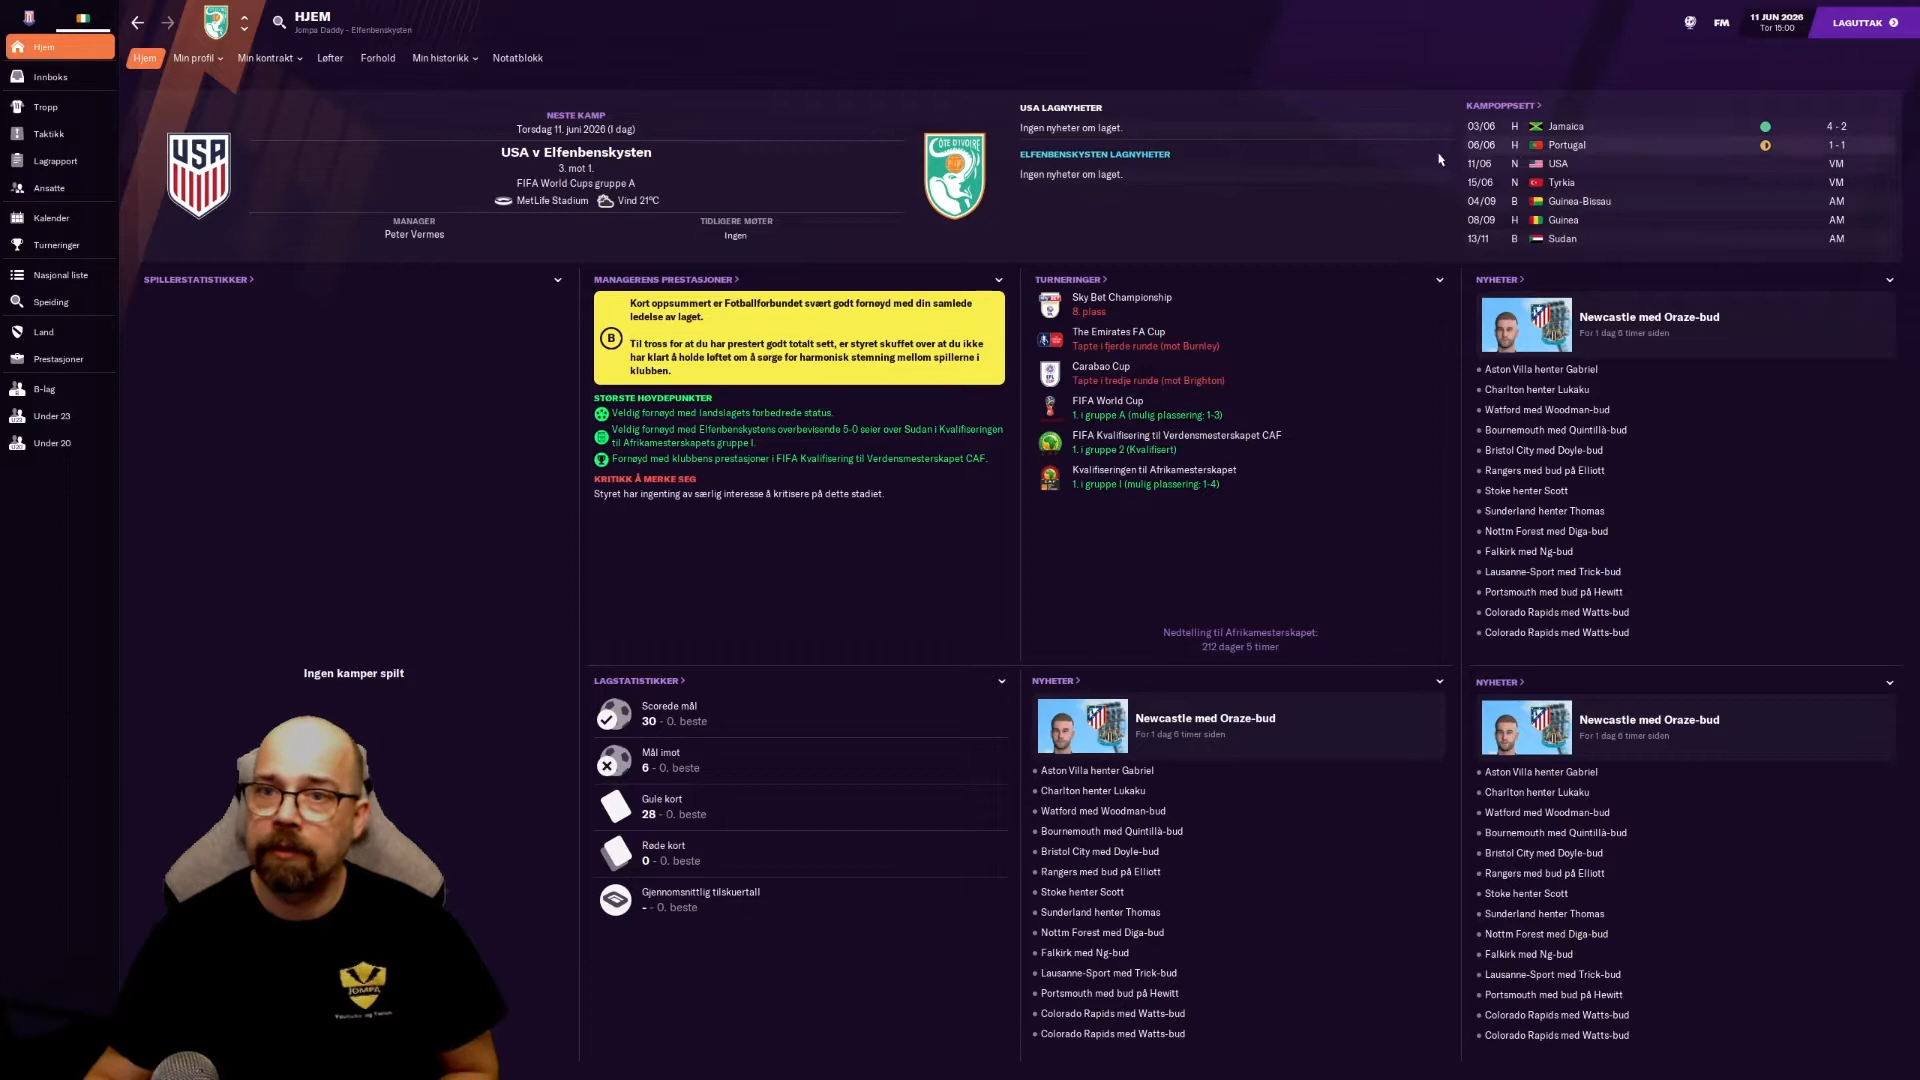 HJEM
Jompa Daddy - Elfenbenskysten
FM
11 JUN 2026
Tor 15:00
LAGUTTAK
Hjem
Min profil
Min kontrakt
Løfter
Forhold
Min historikk
Notatblokk
Hjem
Innboks
Tropp
Taktikk
Lagrapport
Ansatte
Kalender
Turneringer
Nasjonal liste
Speiding
Land
Prestasjoner
B-lag
Under 23
Under 20
USA
NESTE KAMP
Torsdag 11. juni 2026 (I dag)
USA v Elfenbenskysten
3. mot 1.
FIFA World Cups gruppe A
MetLife Stadium Vind 21°C
MANAGER
Peter Vermes
TIDLIGERE MØTER
Ingen
CÔTE D'IVOIRE
FIF
USA LAGNYHETER
Ingen nyheter om laget.
ELFENBENSKYSTEN LAGNYHETER
Ingen nyheter om laget.
KAMPOPPSETT
03/06 H Jamaica 4 - 2
06/06 H Portugal 1 - 1
11/06 N USA VM
15/06 N Tyrkia VM
04/09 B Guinea-Bissau AM
08/09 H Guinea AM
13/11 B Sudan AM
SPILLERSTATISTIKKER
Ingen kamper spilt
MANAGERENS PRESTASJONER
B
Kort oppsummert er Fotballforbundet svært godt fornøyd med din samlede
ledelse av laget.
Til tross for at du har prestert godt totalt sett, er styret skuffet over at du ikke
har klart å holde løftet om å sørge for harmonisk stemning mellom spillerne i
klubben.
STØRSTE HØYDEPUNKTER
Veldig fornøyd med landslagets forbedrede status.
Veldig fornøyd med Elfenbenskystens overbevisende 5-0 seier over Sudan i Kvalifiseringen
til Afrikamesterskapets gruppe I.
Fornøyd med klubbens prestasjoner i FIFA Kvalifisering til Verdensmesterskapet CAF.
KRITIKK Å MERKE SEG
Styret har ingenting av særlig interesse å kritisere på dette stadiet.
TURNERINGER
Sky Bet Championship
8. plass
The Emirates FA Cup
Tapte i fjerde runde (mot Burnley)
Carabao Cup
Tapte i tredje runde (mot Brighton)
FIFA World Cup
1. i gruppe A (mulig plassering: 1-3)
FIFA Kvalifisering til Verdensmesterskapet CAF
1. i gruppe 2 (Kvalifisert)
Kvalifiseringen til Afrikamesterskapet
1. i gruppe I (mulig plassering: 1-4)
Nedtelling til Afrikamesterskapet:
212 dager 5 timer
NYHETER
Newcastle med Oraze-bud
For 1 dag 6 timer siden
Aston Villa henter Gabriel
Charlton henter Lukaku
Watford med Woodman-bud
Bournemouth med Quintillà-bud
Bristol City med Doyle-bud
Rangers med bud på Elliott
Stoke henter Scott
Sunderland henter Thomas
Nottm Forest med Diga-bud
Falkirk med Ng-bud
Lausanne-Sport med Trick-bud
Portsmouth med bud på Hewitt
Colorado Rapids med Watts-bud
Colorado Rapids med Watts-bud
LAGSTATISTIKKER
Scorede mål
30 - 0. beste
Mål imot
6 - 0. beste
Gule kort
28 - 0. beste
Røde kort
0 - 0. beste
Gjennomsnittlig tilskuertall
- - 0. beste
NYHETER
Newcastle med Oraze-bud
For 1 dag 6 timer siden
Aston Villa henter Gabriel
Charlton henter Lukaku
Watford med Woodman-bud
Bournemouth med Quintillà-bud
Bristol City med Doyle-bud
Rangers med bud på Elliott
Stoke henter Scott
Sunderland henter Thomas
Nottm Forest med Diga-bud
Falkirk med Ng-bud
Lausanne-Sport med Trick-bud
Portsmouth med bud på Hewitt
Colorado Rapids med Watts-bud
Colorado Rapids med Watts-bud
NYHETER
Newcastle med Oraze-bud
For 1 dag 6 timer siden
Aston Villa henter Gabriel
Charlton henter Lukaku
Watford med Woodman-bud
Bournemouth med Quintillà-bud
Bristol City med Doyle-bud
Rangers med bud på Elliott
Stoke henter Scott
Sunderland henter Thomas
Nottm Forest med Diga-bud
Falkirk med Ng-bud
Lausanne-Sport med Trick-bud
Portsmouth med bud på Hewitt
Colorado Rapids med Watts-bud
Colorado Rapids med Watts-bud
JOMPA
Youtube og Twitch